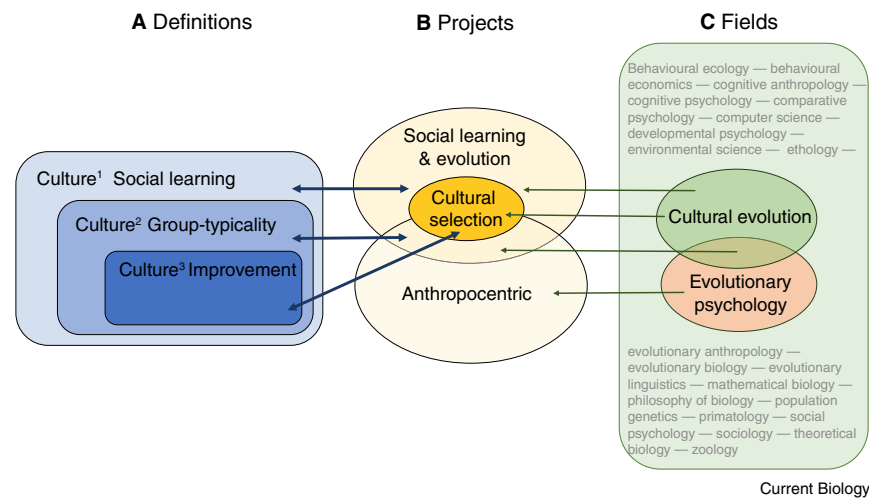 A Definitions
B Projects
C Fields
Culture¹ Social learning
Culture² Group-typicality
Culture³ Improvement
Social learning
& evolution
Cultural
selection
Anthropocentric
Behavioural ecology — behavioural
economics — cognitive anthropology —
cognitive psychology — comparative
psychology — computer science —
developmental psychology —
environmental science — ethology —
Cultural evolution
Evolutionary
psychology
evolutionary anthropology —
evolutionary biology — evolutionary
linguistics — mathematical biology —
philosophy of biology — population
genetics — primatology — social
psychology — sociology — theoretical
biology — zoology
Current Biology